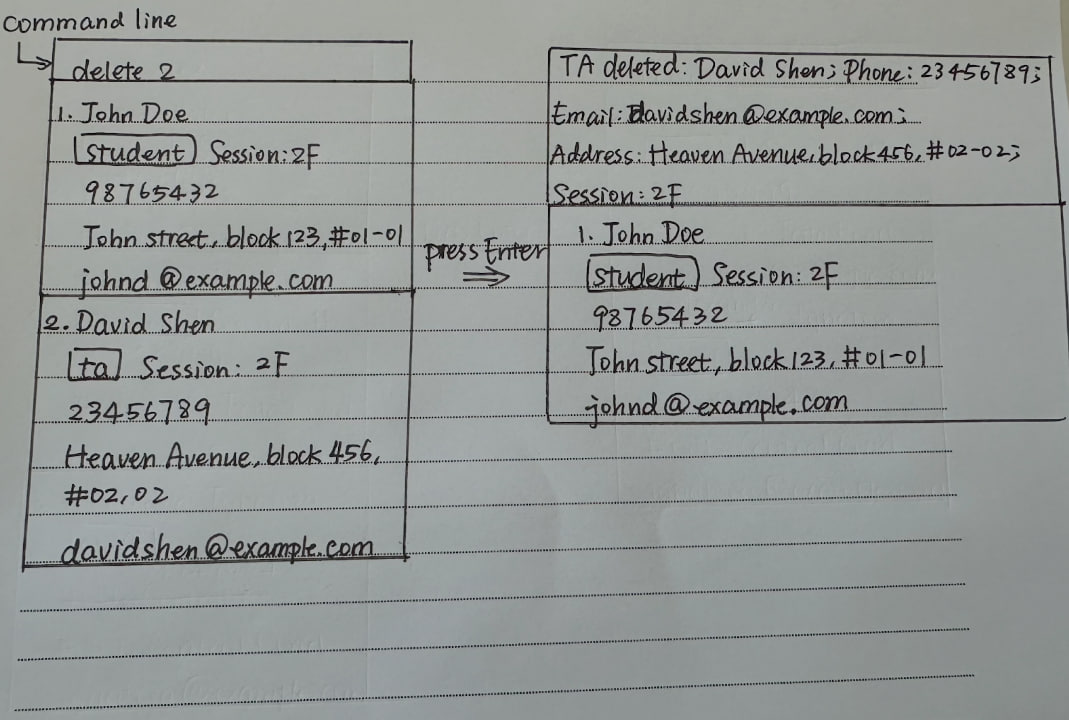 command line
delete 2
1. John Doe
student Session: 2F
98765432
John street, block 123, #01-01
johnd@example.com
2. David Shen
ta Session: 2F
23456789
Heaven Avenue, block 456,
#02,02
davidshen@example.com
press Enter
⇒
TA deleted: David Shen; Phone: 23456789;
Email: davidshen@example.com;
Address: Heaven Avenue, block 456, #02-02;
Session: 2F
1. John Doe
student Session: 2F
98765432
John street, block 123, #01-01
johnd@example.com